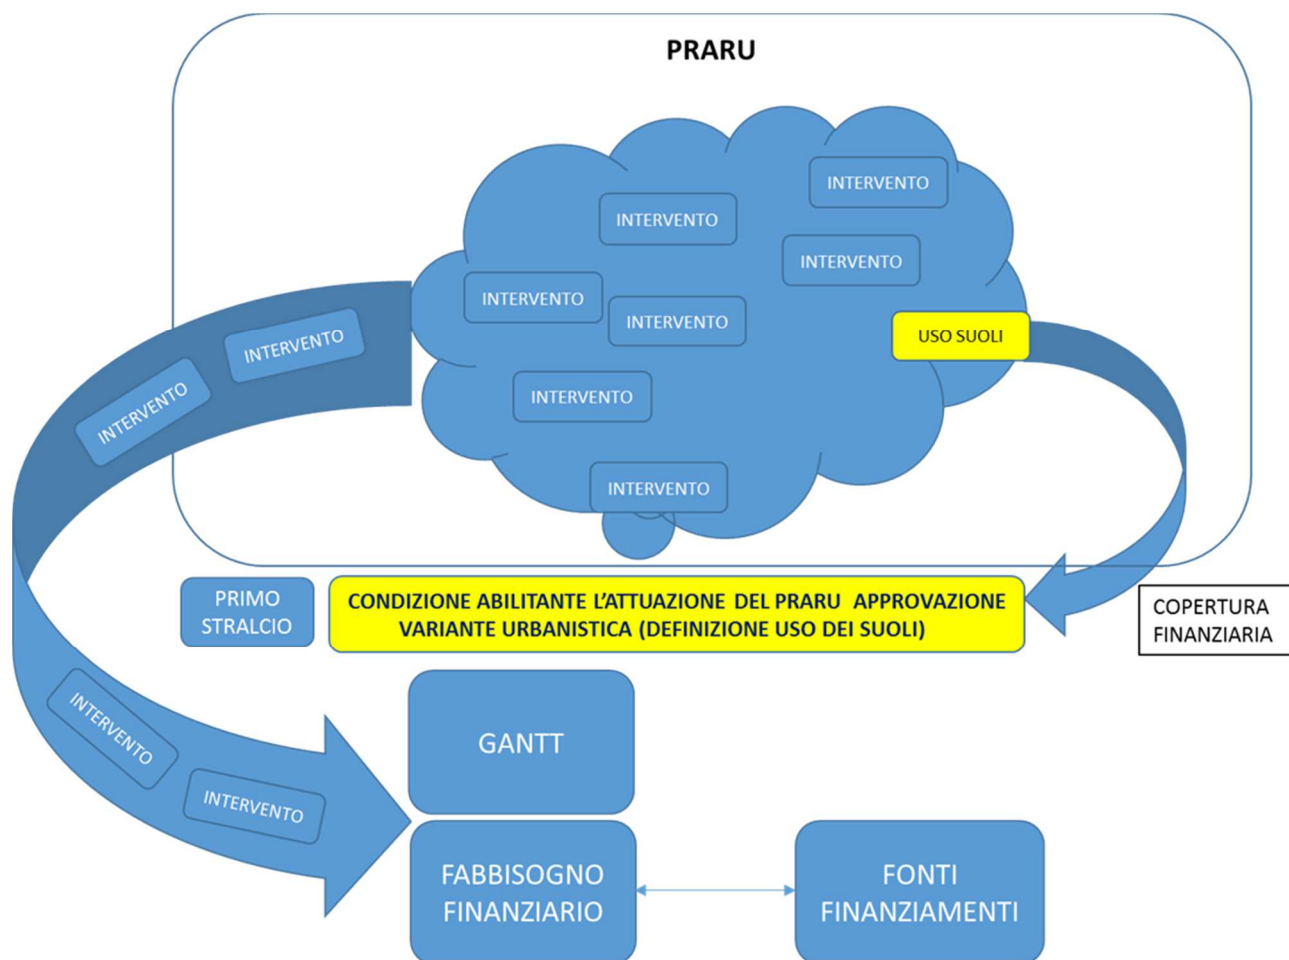 PRARU
INTERVENTO
INTERVENTO
INTERVENTO
INTERVENTO
INTERVENTO
USO SUOLI
INTERVENTO
INTERVENTO
INTERVENTO
INTERVENTO
PRIMO
STRALCIO
CONDIZIONE ABILITANTE L'ATTUAZIONE DEL PRARU APPROVAZIONE
VARIANTE URBANISTICA (DEFINIZIONE USO DEI SUOLI)
COPERTURA
FINANZIARIA
INTERVENTO
INTERVENTO
GANTT
FABBISOGNO
FINANZIARIO
FONTI
FINANZIAMENTI